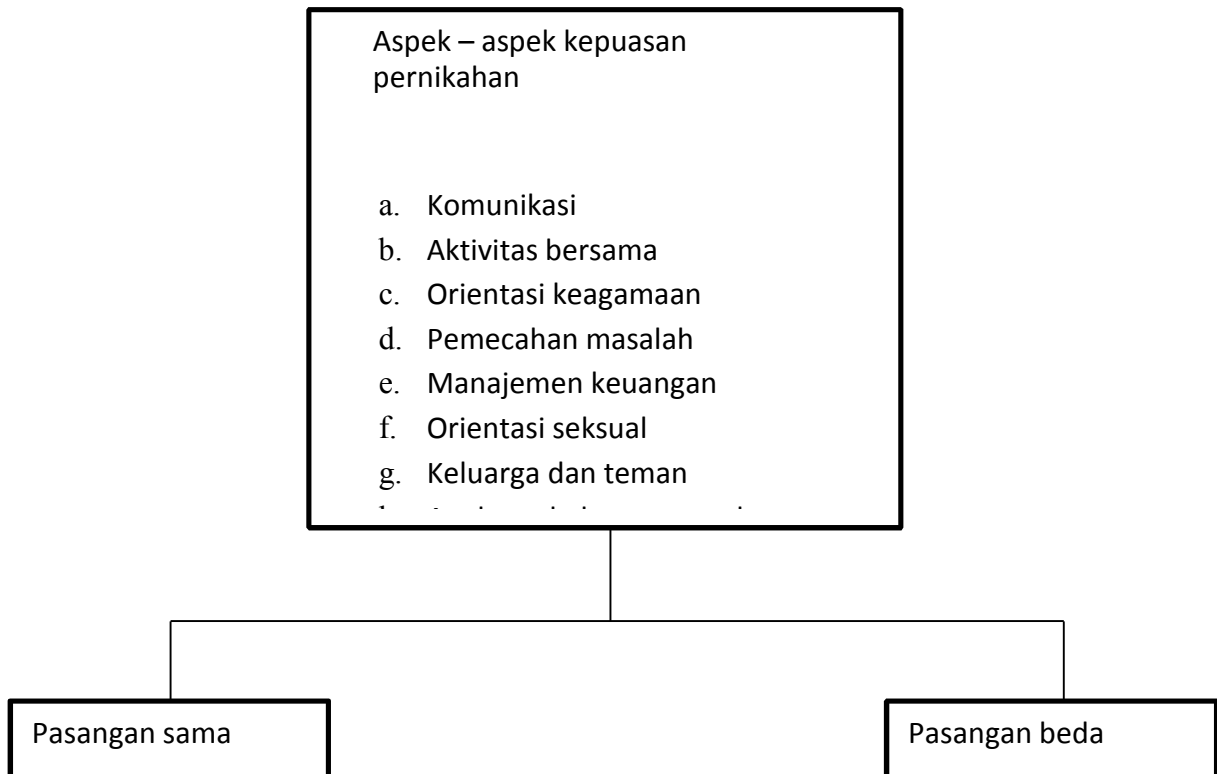 Aspek – aspek kepuasan
pernikahan
a. Komunikasi
b. Aktivitas bersama
c. Orientasi keagamaan
d. Pemecahan masalah
e. Manajemen keuangan
f. Orientasi seksual
g. Keluarga dan teman
Pasangan sama
Pasangan beda